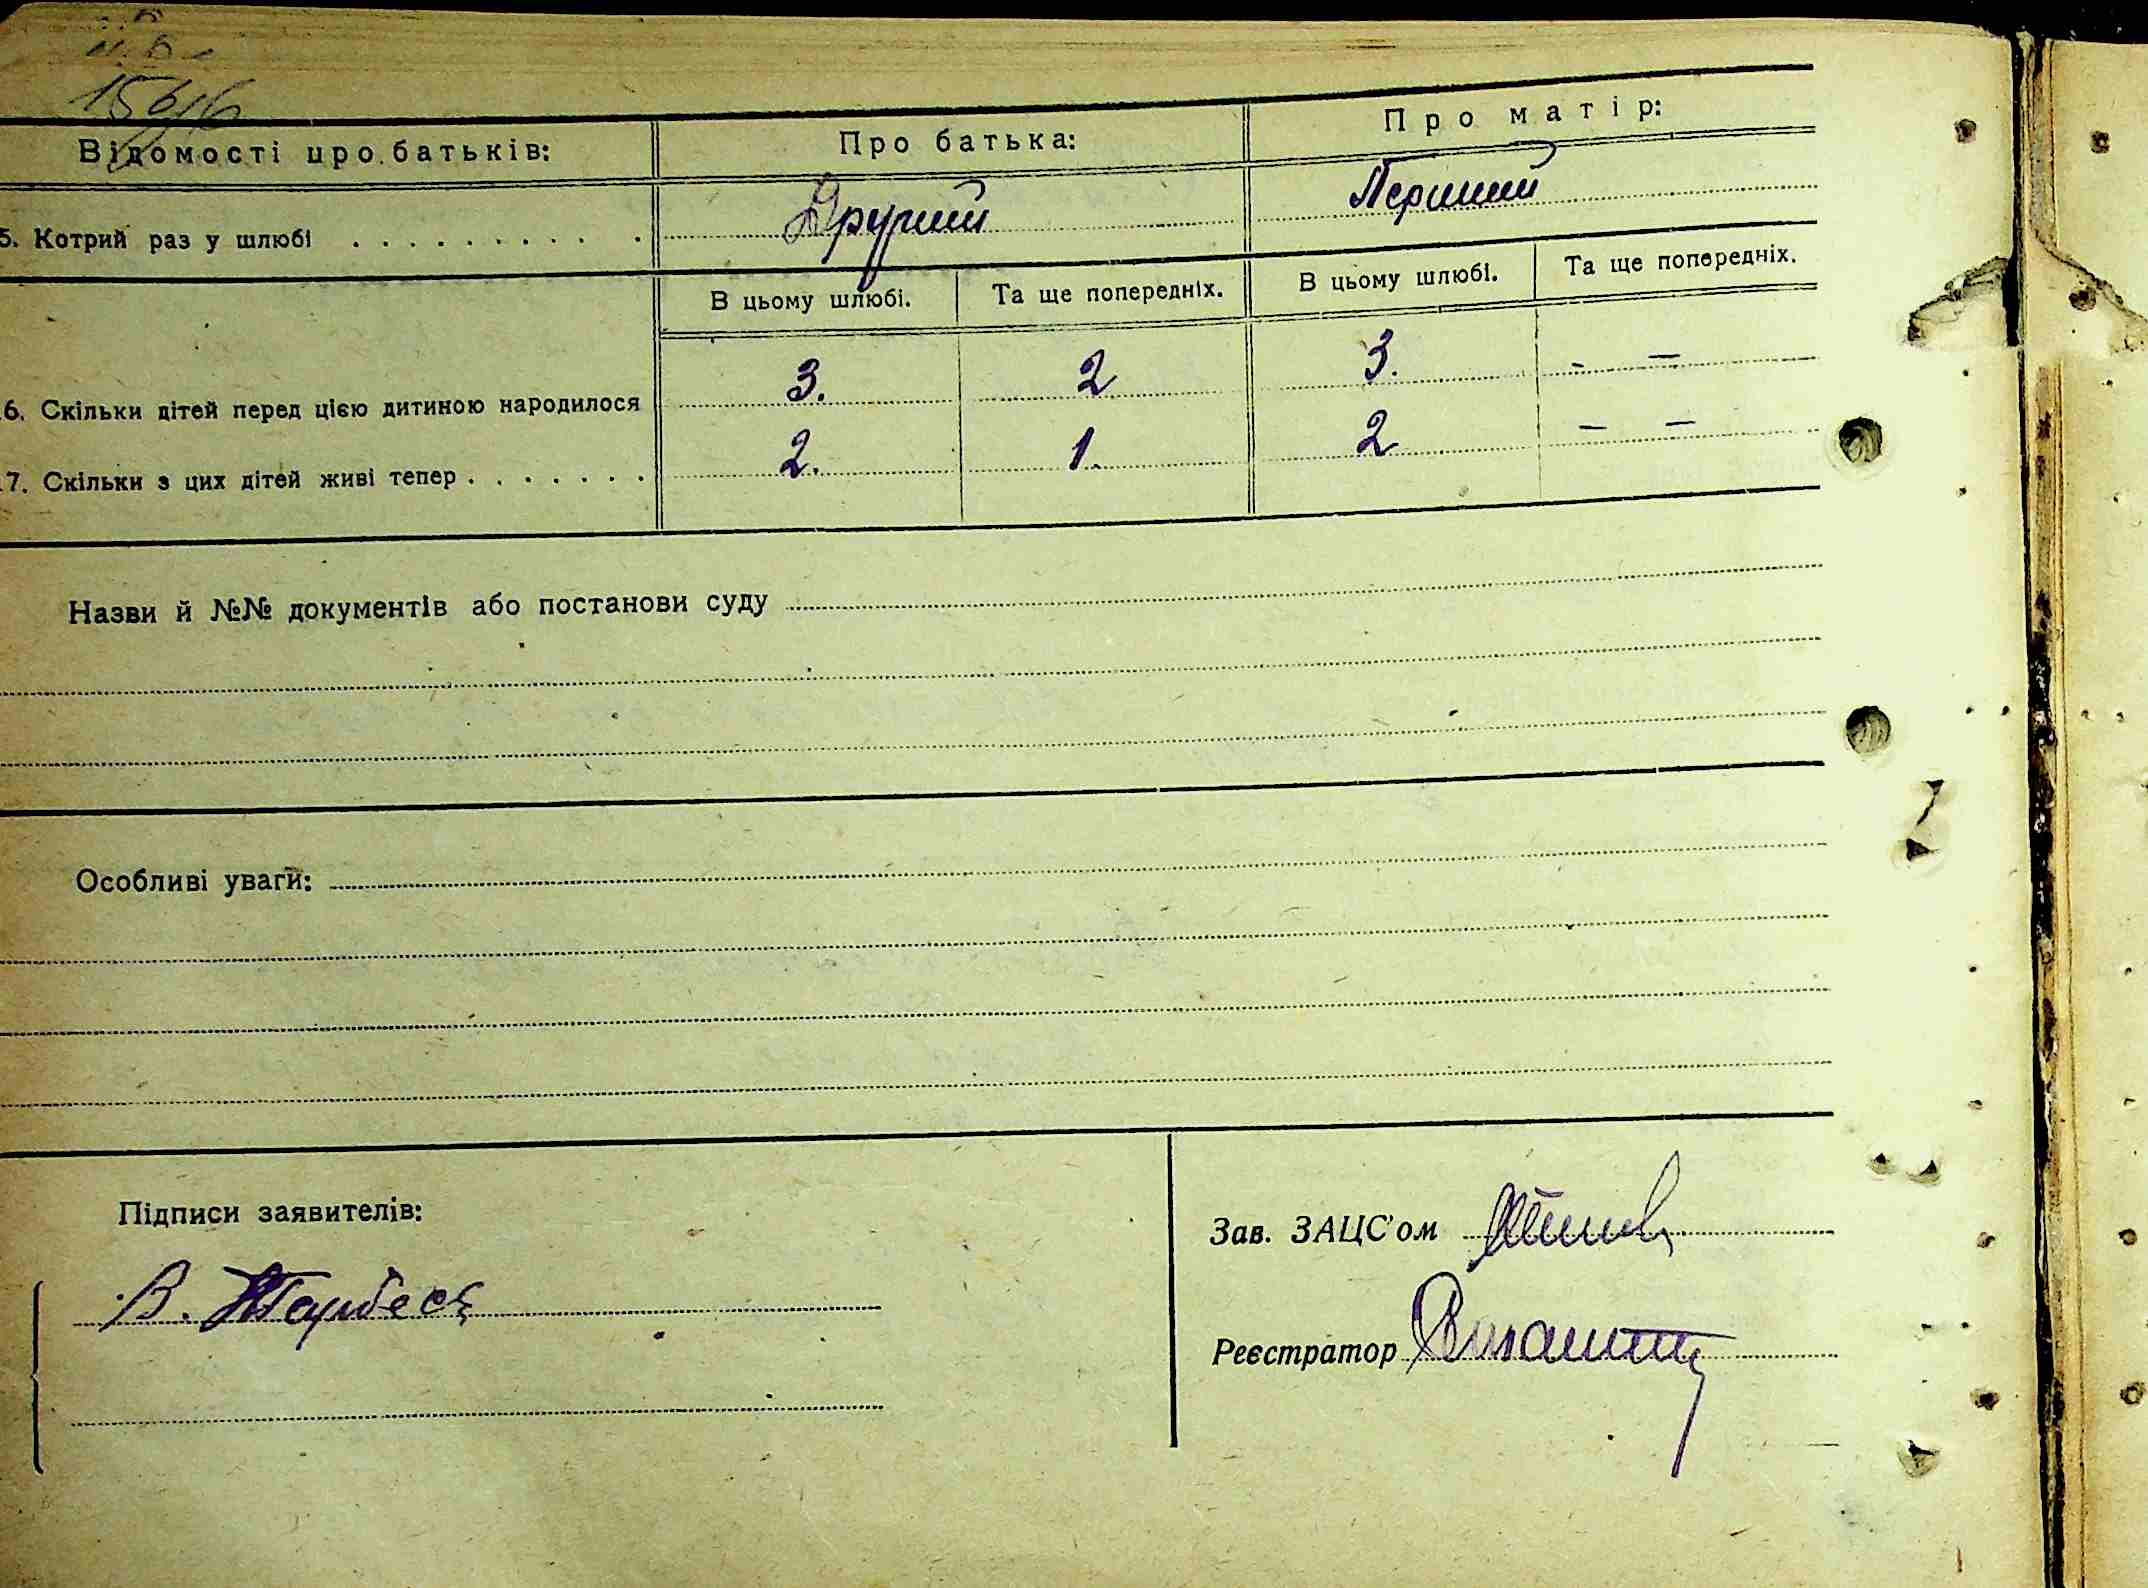 Відомості про батьків: Про батька: Про матір:
5. Котрий раз у шлюбі . . . . . . . . . . Другий Перший
В цьому шлюбі. Та ще попередніх. В цьому шлюбі. Та ще попередніх.
6. Скільки дітей перед цією дитиною народилося 3. 2 3. - —
7. Скільки з цих дітей живі тепер . . . . . . . 2. 1. 2 — —
Назви й №№ документів або постанови суду
Особливі уваги:
Підписи заявителів:
Зав. ЗАЦС'ом
В.
Реєстратор